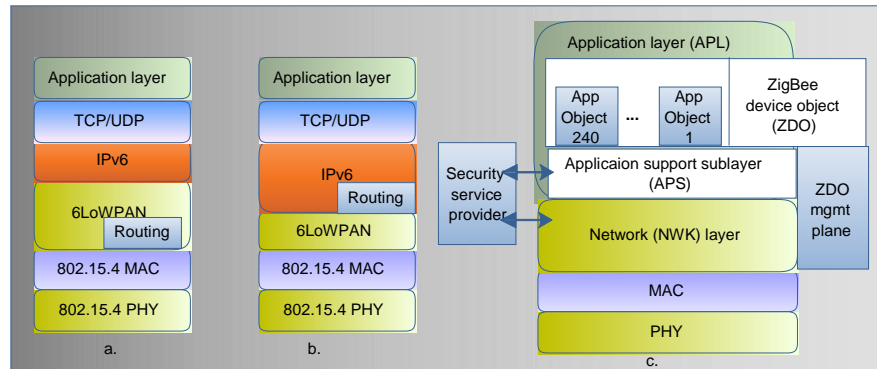 Application layer
TCP/UDP
IPv6
6LoWPAN
Routing
802.15.4 MAC
802.15.4 PHY
a.
Application layer
TCP/UDP
IPv6
Routing
6LoWPAN
802.15.4 MAC
802.15.4 PHY
b.
Application layer (APL)
App
Object
240
...
App
Object
1
ZigBee
device object
(ZDO)
Security
service
provider
Applicaion support sublayer
(APS)
ZDO
mgmt
plane
Network (NWK) layer
MAC
PHY
c.